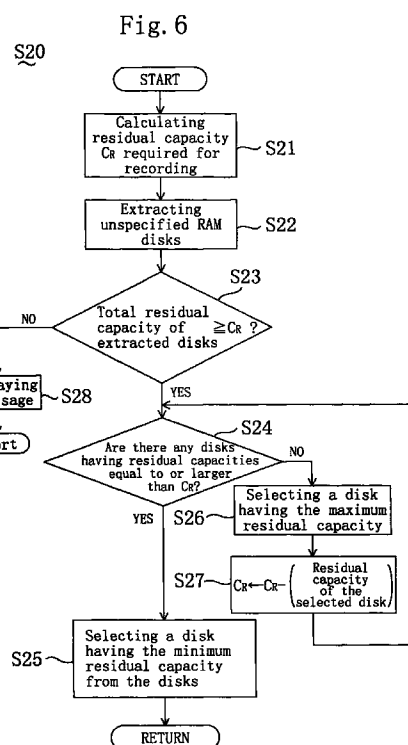 Fig. 6
S20
START
Calculating
residual capacity
CR required for
recording
S21
Extracting
unspecified RAM
disks
S22
S23
Total residual
capacity of
extracted disks
≧CR ?
NO
YES
S28
S24
Are there any disks
having residual capacities
equal to or larger
than CR?
NO
YES
S26
Selecting a disk
having the maximum
residual capacity
S27
CR←CR−
(Residual
capacity
of the
selected disk)
S25
Selecting a disk
having the minimum
residual capacity
from the disks
RETURN